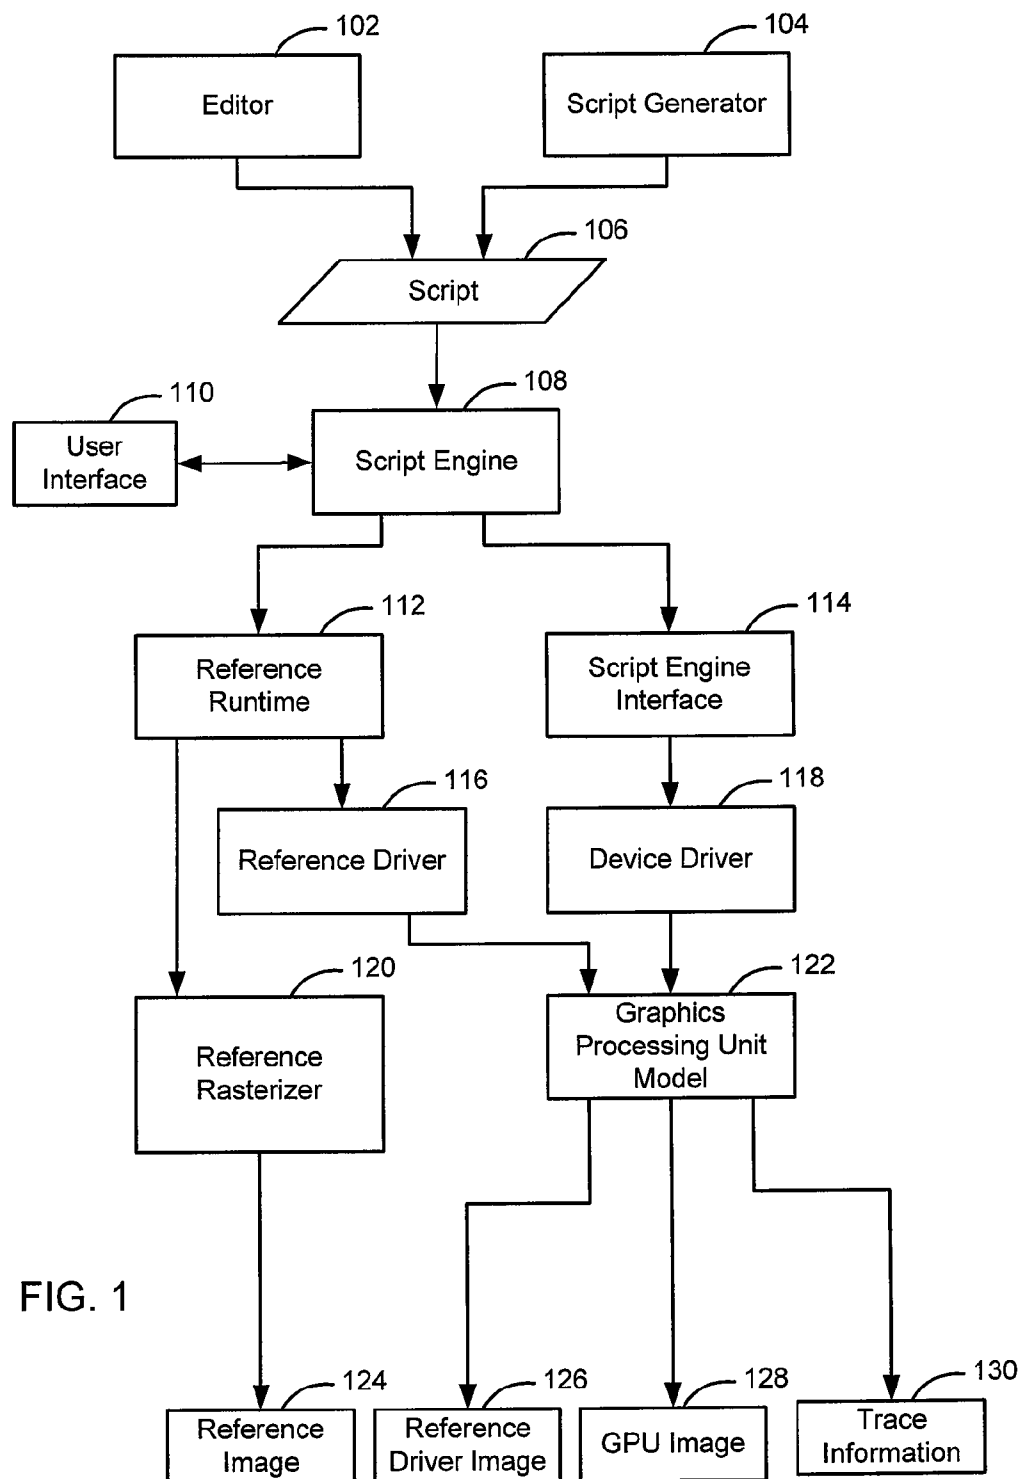 102
104
Editor
Script Generator
106
Script
108
110
User
Interface
Script Engine
112
114
Reference
Runtime
Script Engine
Interface
116
118
Reference Driver
Device Driver
120
122
Reference
Rasterizer
Graphics
Processing Unit
Model
FIG. 1
124
126
128
130
Reference
Image
Reference
Driver Image
GPU Image
Trace
Information